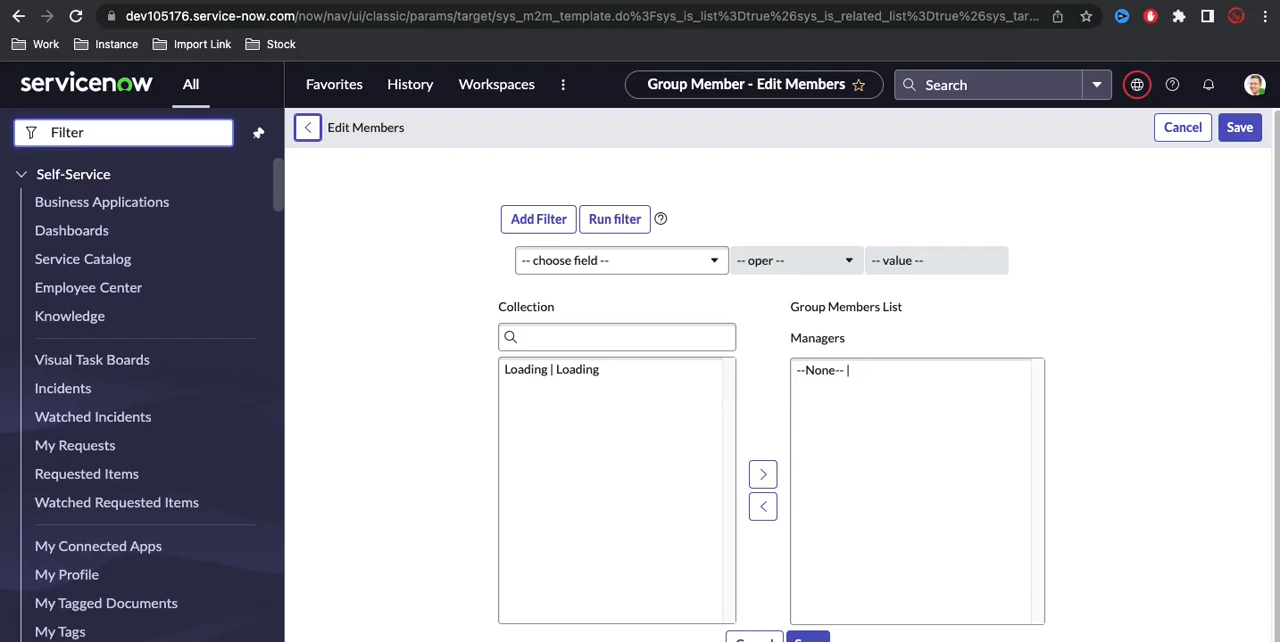 dev105176.service-now.com/now/nav/ui/classic/params/target/sys_m2m_template.do%3Fsys_is_list%3Dtrue%26sys_is_related_list%3Dtrue%26sys_tar...
Work Instance Import Link Stock
servicenow All Favorites History Workspaces Group Member - Edit Members Search
Filter
Edit Members
Cancel Save
Self-Service
Business Applications
Dashboards
Service Catalog
Employee Center
Knowledge
Visual Task Boards
Incidents
Watched Incidents
My Requests
Requested Items
Watched Requested Items
My Connected Apps
My Profile
My Tagged Documents
My Tags
Add Filter Run filter
-- choose field -- -- oper -- -- value --
Collection
Loading | Loading
Group Members List
Managers
--None-- |
Cancel Save